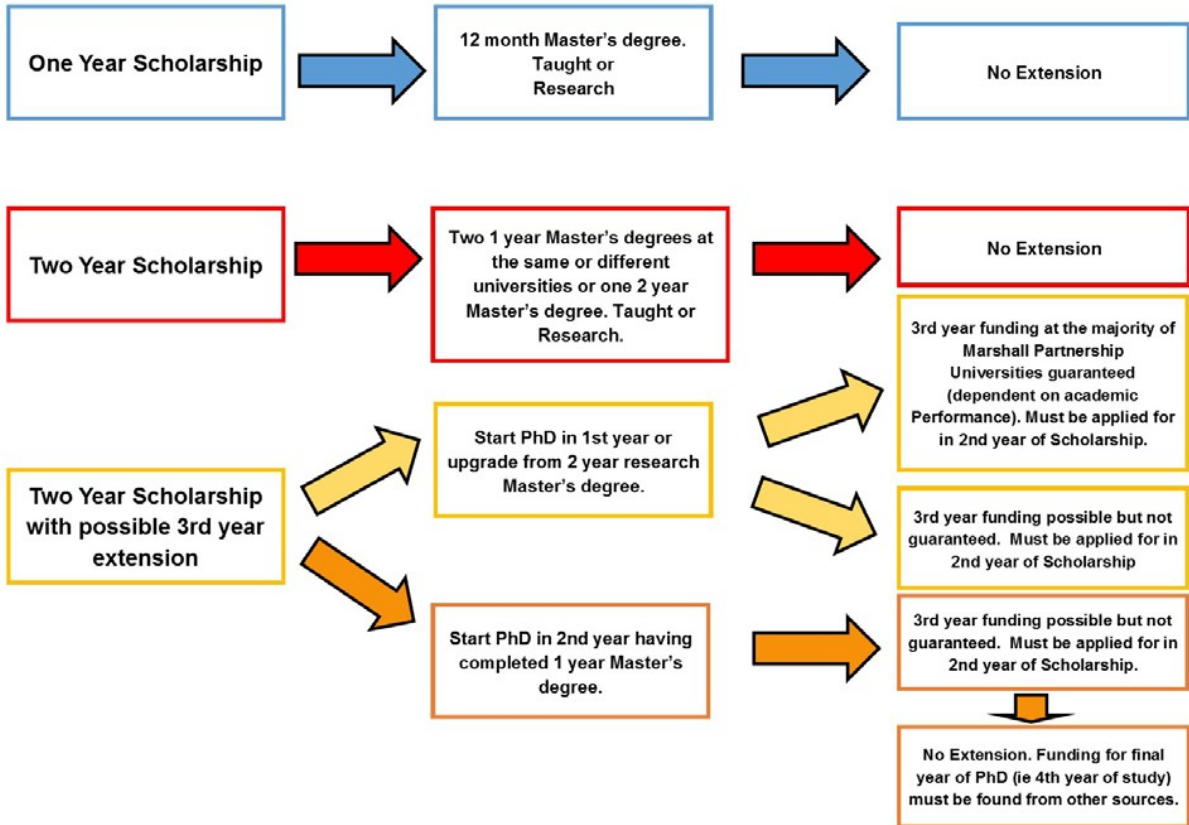 One Year Scholarship
12 month Master's degree.
Taught or
Research
No Extension
Two Year Scholarship
Two 1 year Master's degrees at
the same or different
universities or one 2 year
Master's degree. Taught or
Research.
No Extension
Two Year Scholarship
with possible 3rd year
extension
Start PhD in 1st year or
upgrade from 2 year research
Master's degree.
3rd year funding at the majority of
Marshall Partnership
Universities guaranteed
(dependent on academic
Performance). Must be applied for
in 2nd year of Scholarship.
3rd year funding possible but not
guaranteed.  Must be applied for in
2nd year of Scholarship
Start PhD in 2nd year having
completed 1 year Master's
degree.
3rd year funding possible but not
guaranteed.  Must be applied for in
2nd year of Scholarship.
No Extension. Funding for final
year of PhD (ie 4th year of study)
must be found from other sources.